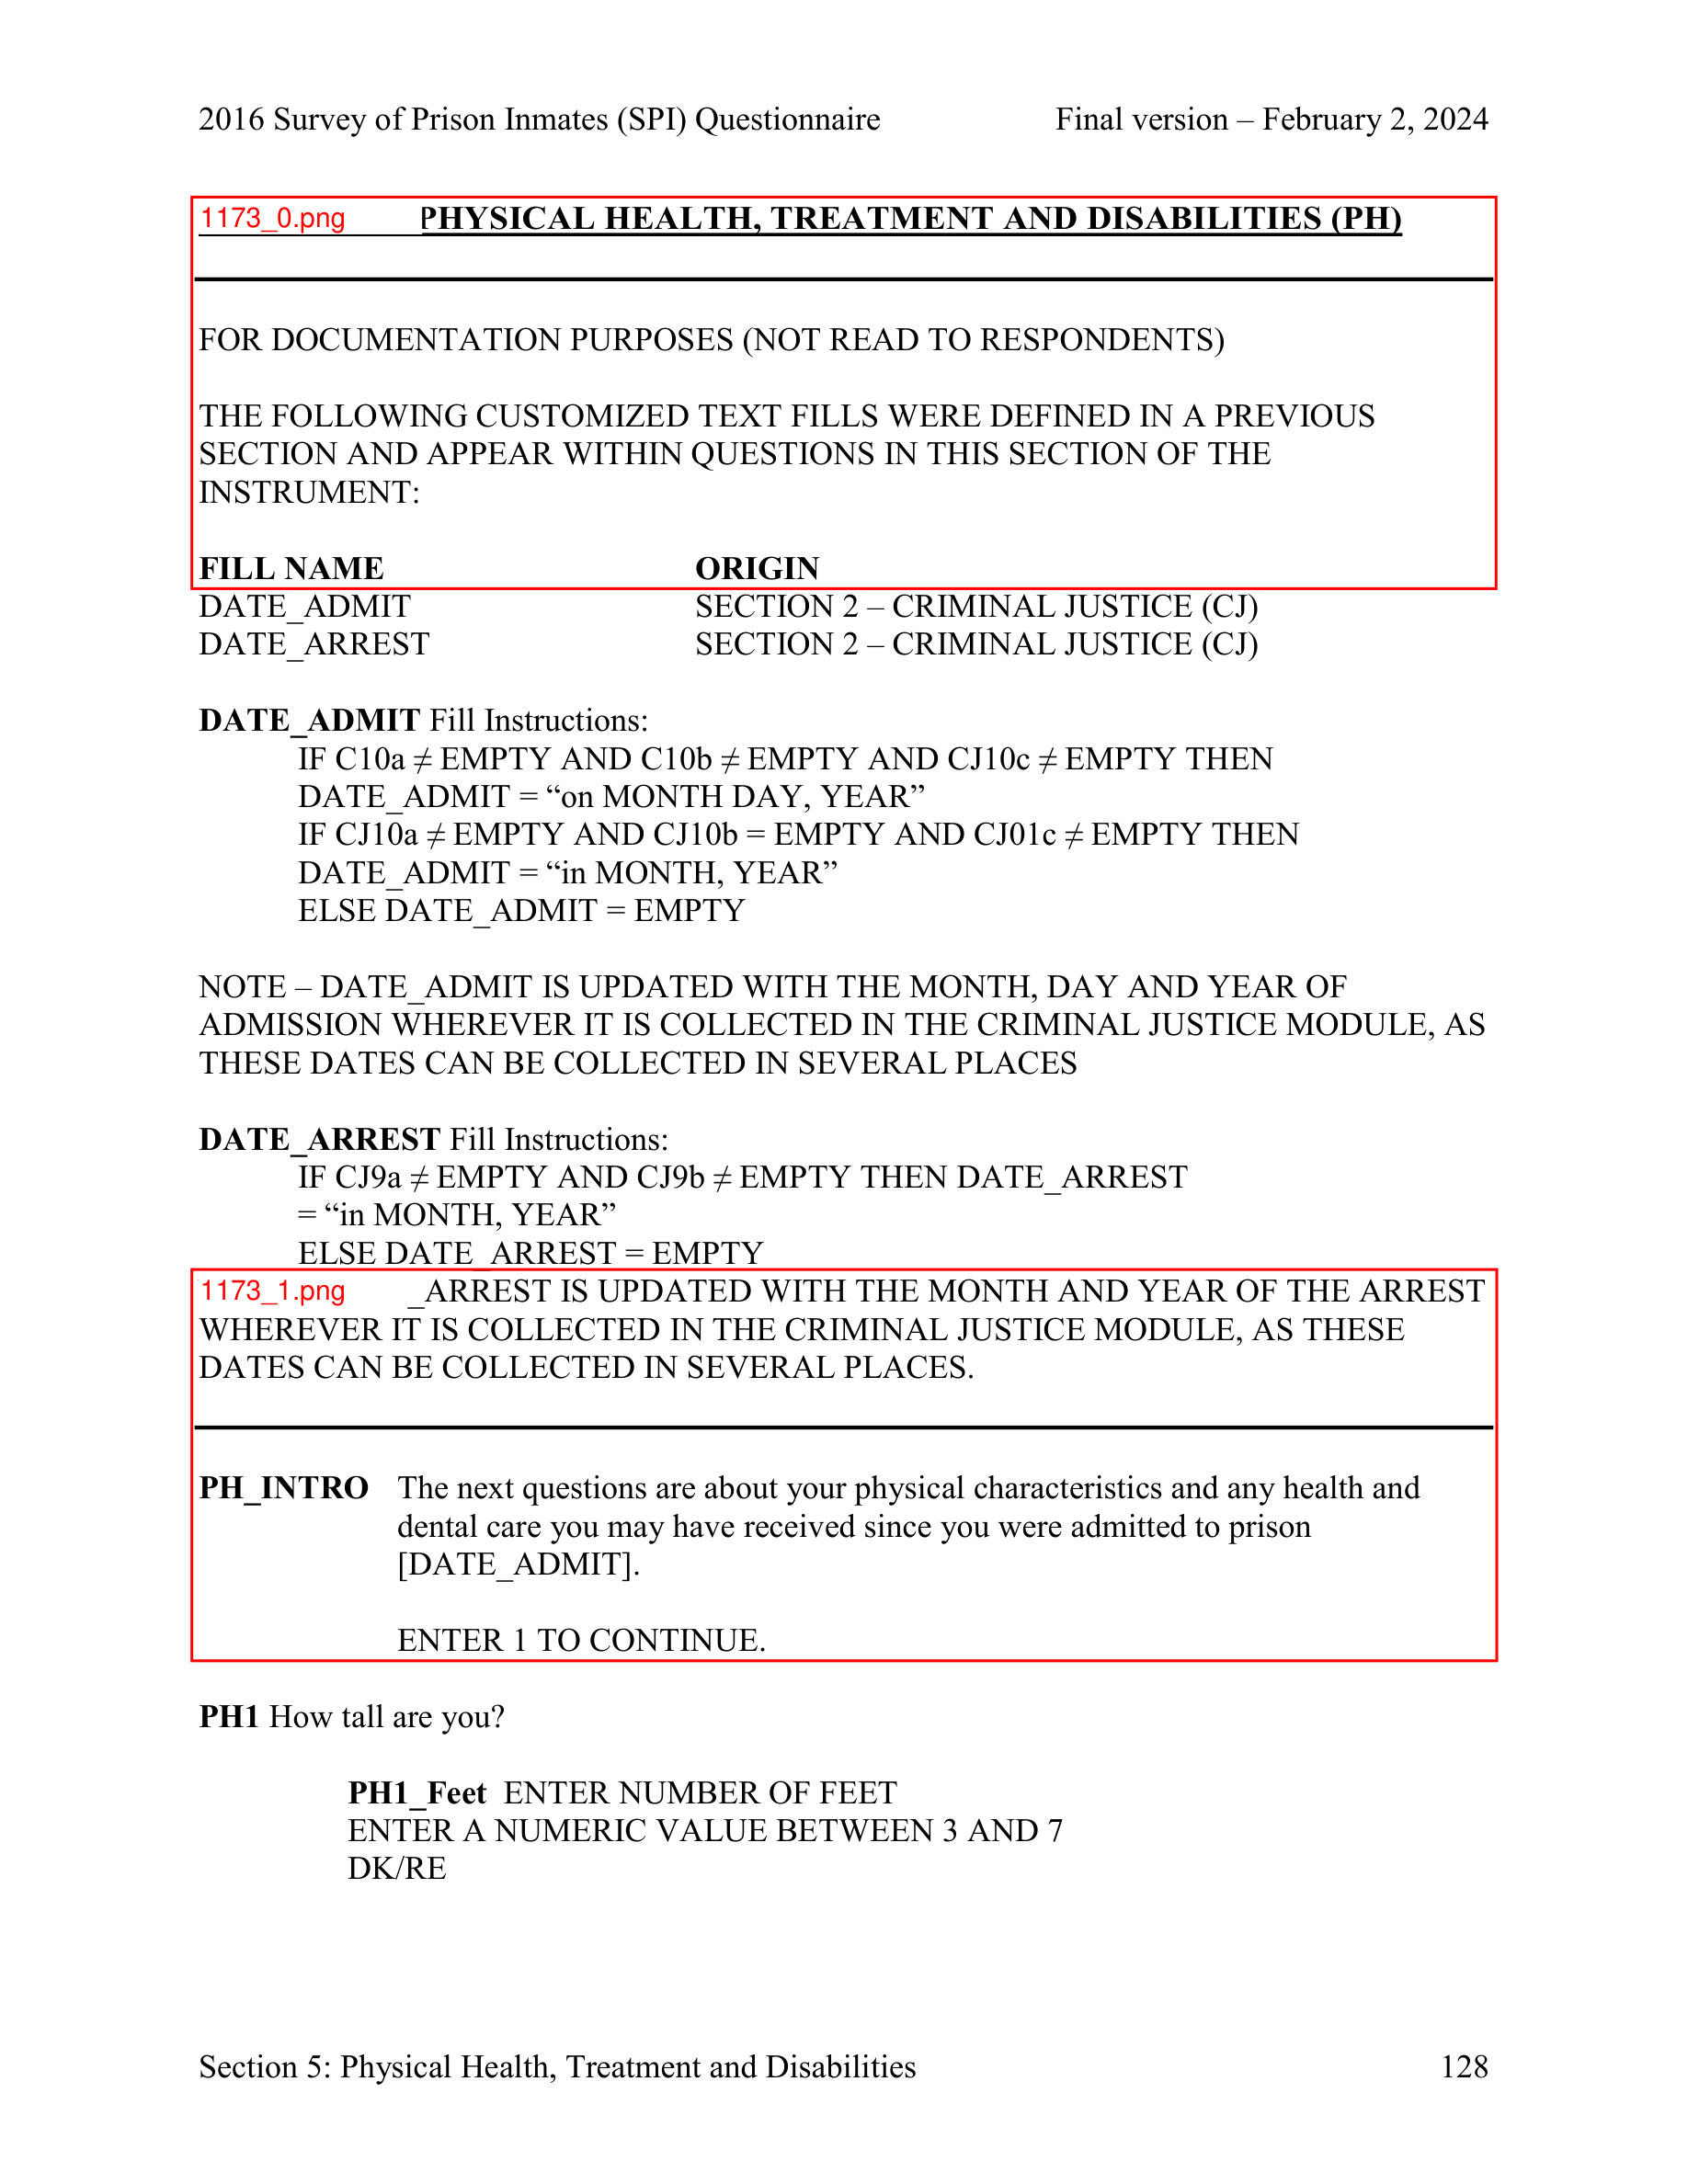 2016 Survey of Prison Inmates (SPI) Questionnaire Final version – February 2, 2024
1173_0.png PHYSICAL HEALTH, TREATMENT AND DISABILITIES (PH)
FOR DOCUMENTATION PURPOSES (NOT READ TO RESPONDENTS)
THE FOLLOWING CUSTOMIZED TEXT FILLS WERE DEFINED IN A PREVIOUS
SECTION AND APPEAR WITHIN QUESTIONS IN THIS SECTION OF THE
INSTRUMENT:
FILL NAME ORIGIN
DATE_ADMIT SECTION 2 – CRIMINAL JUSTICE (CJ)
DATE_ARREST SECTION 2 – CRIMINAL JUSTICE (CJ)
DATE_ADMIT Fill Instructions:
IF C10a ≠ EMPTY AND C10b ≠ EMPTY AND CJ10c ≠ EMPTY THEN
DATE_ADMIT = “on MONTH DAY, YEAR”
IF CJ10a ≠ EMPTY AND CJ10b = EMPTY AND CJ01c ≠ EMPTY THEN
DATE_ADMIT = “in MONTH, YEAR”
ELSE DATE_ADMIT = EMPTY
NOTE – DATE_ADMIT IS UPDATED WITH THE MONTH, DAY AND YEAR OF
ADMISSION WHEREVER IT IS COLLECTED IN THE CRIMINAL JUSTICE MODULE, AS
THESE DATES CAN BE COLLECTED IN SEVERAL PLACES
DATE_ARREST Fill Instructions:
IF CJ9a ≠ EMPTY AND CJ9b ≠ EMPTY THEN DATE_ARREST
= “in MONTH, YEAR”
ELSE DATE_ARREST = EMPTY
1173_1.png _ARREST IS UPDATED WITH THE MONTH AND YEAR OF THE ARREST
WHEREVER IT IS COLLECTED IN THE CRIMINAL JUSTICE MODULE, AS THESE
DATES CAN BE COLLECTED IN SEVERAL PLACES.
PH_INTRO The next questions are about your physical characteristics and any health and
dental care you may have received since you were admitted to prison
[DATE_ADMIT].
ENTER 1 TO CONTINUE.
PH1 How tall are you?
PH1_Feet ENTER NUMBER OF FEET
ENTER A NUMERIC VALUE BETWEEN 3 AND 7
DK/RE
Section 5: Physical Health, Treatment and Disabilities 128